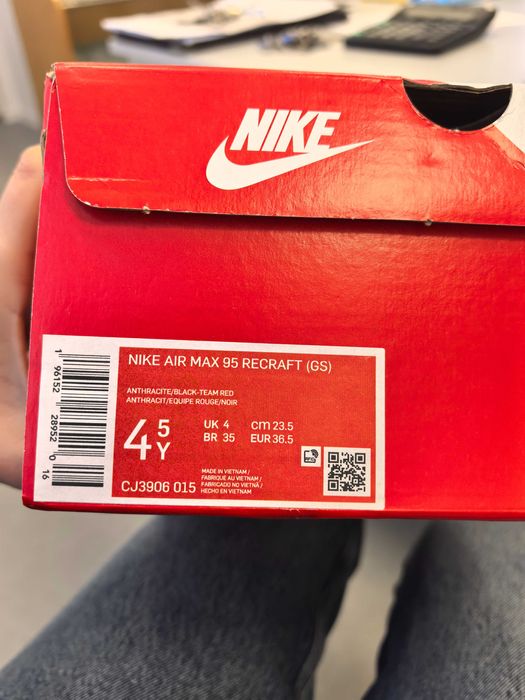 NIKE
NIKE AIR MAX 95 RECRAFT (GS)
ANTHRACITE/BLACK-TEAM RED
ANTHRACIT/EQUIPE ROUGE/NOIR
4 5 Y
UK 4 cm 23.5
BR 35 EUR 36.5
MADE IN VIETNAM /
FABRIQUÉ AU VIETNAM /
FABRICADO NO VIETNÃ /
HECHO EN VIETNAM
CJ3906 015
1 96152 28952 0 16